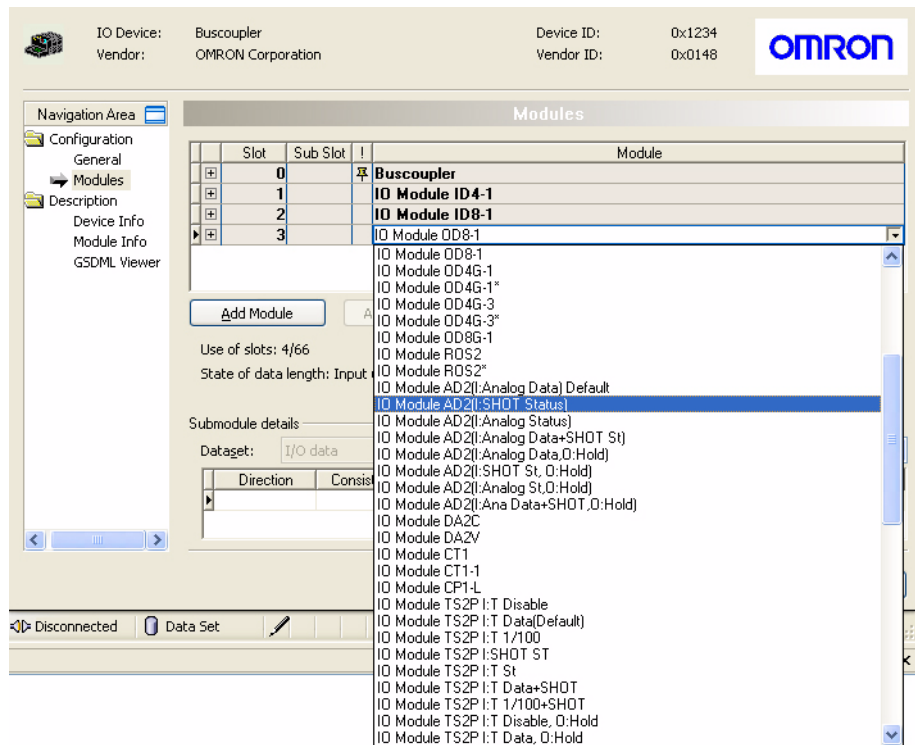 IO Device: Buscoupler Device ID: 0x1234
Vendor: OMRON Corporation Vendor ID: 0x0148
OMRON
Navigation Area
Configuration
General
Modules
Description
Device Info
Module Info
GSDML Viewer
Modules
Slot Sub Slot ! Module
0 Buscoupler
1 IO Module ID4-1
2 IO Module ID8-1
3 IO Module OD8-1
IO Module OD8-1
IO Module OD4G-1
IO Module OD4G-1*
IO Module OD4G-3
IO Module OD4G-3*
IO Module OD8G-1
IO Module ROS2
IO Module ROS2*
IO Module AD2(I:Analog Data) Default
IO Module AD2(I:SHOT Status)
IO Module AD2(I:Analog Status)
IO Module AD2(I:Analog Data+SHOT St)
IO Module AD2(I:Analog Data,O:Hold)
IO Module AD2(I:SHOT St, O:Hold)
IO Module AD2(I:Analog St,O:Hold)
IO Module AD2(I:Ana Data+SHOT,O:Hold)
IO Module DA2C
IO Module DA2V
IO Module CT1
IO Module CT1-1
IO Module CP1-L
IO Module TS2P I:T Disable
IO Module TS2P I:T Data(Default)
IO Module TS2P I:T 1/100
IO Module TS2P I:SHOT ST
IO Module TS2P I:T St
IO Module TS2P I:T Data+SHOT
IO Module TS2P I:T 1/100+SHOT
IO Module TS2P I:T Disable, O:Hold
IO Module TS2P I:T Data, O:Hold
Add Module
Use of slots: 4/66
State of data length: Input
Submodule details
Dataset: I/O data
Direction Consist
Disconnected Data Set